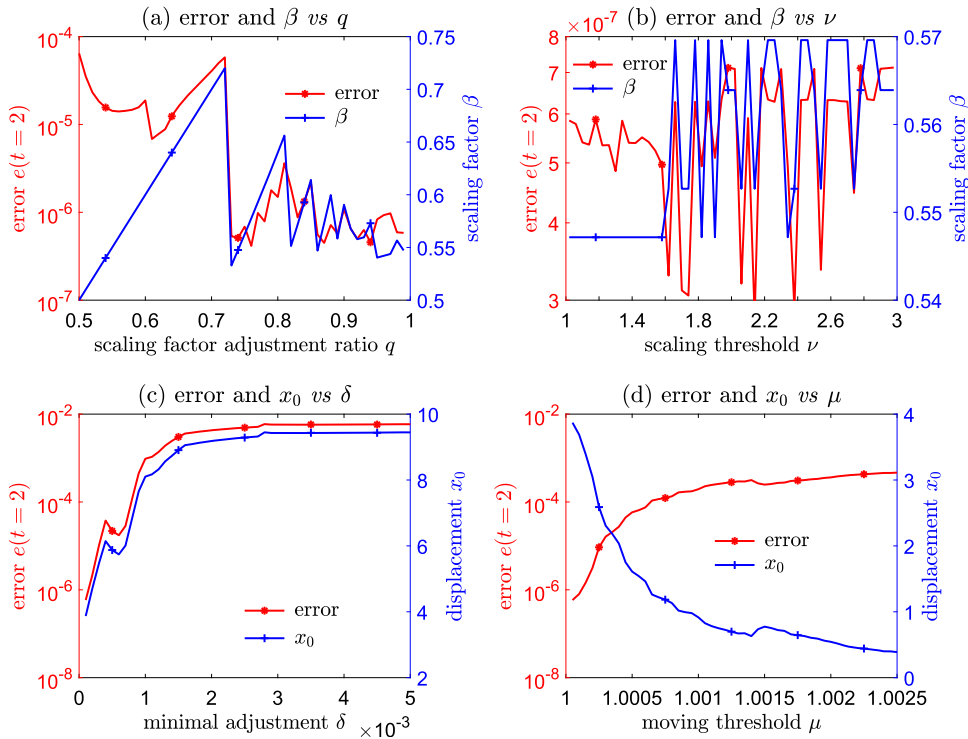 (a) error and β vs q
10^-4
10^-5
10^-6
10^-7
error e(t = 2)
0.75
0.7
0.65
0.6
0.55
0.5
scaling factor β
error
β
0.5 0.6 0.7 0.8 0.9 1
scaling factor adjustment ratio q
(b) error and β vs ν
×10^-7
8
7
6
5
4
3
error e(t = 2)
0.57
0.56
0.55
0.54
scaling factor β
error
β
1 1.4 1.8 2.2 2.6 3
scaling threshold ν
(c) error and x_0 vs δ
10^-2
10^-4
10^-6
10^-8
error e(t = 2)
10
8
6
4
2
displacement x_0
error
x_0
0 1 2 3 4 5
×10^-3
minimal adjustment δ
(d) error and x_0 vs μ
10^-2
10^-4
10^-6
10^-8
error e(t = 2)
4
3
2
1
0
displacement x_0
error
x_0
1 1.0005 1.001 1.0015 1.002 1.0025
moving threshold μ